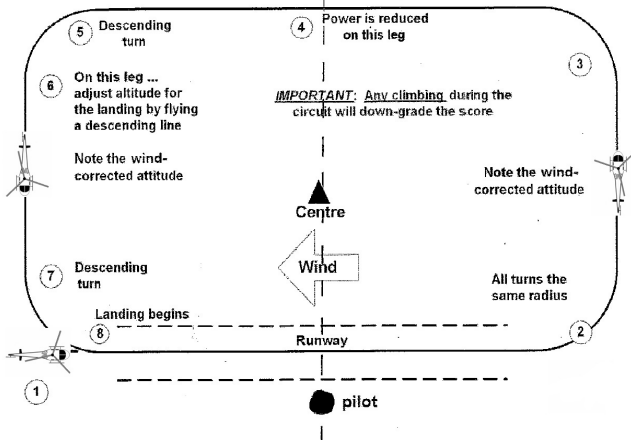 5
Descending
turn
4
Power is reduced
on this leg
3
6
On this leg ...
adjust altitude for
the landing by flying
a descending line
IMPORTANT: Any climbing during the
circuit will down-grade the score
Note the wind-
corrected attitude
Note the wind-
corrected attitude
Centre
Wind
7
Descending
turn
All turns the
same radius
Landing begins
8
2
Runway
1
pilot